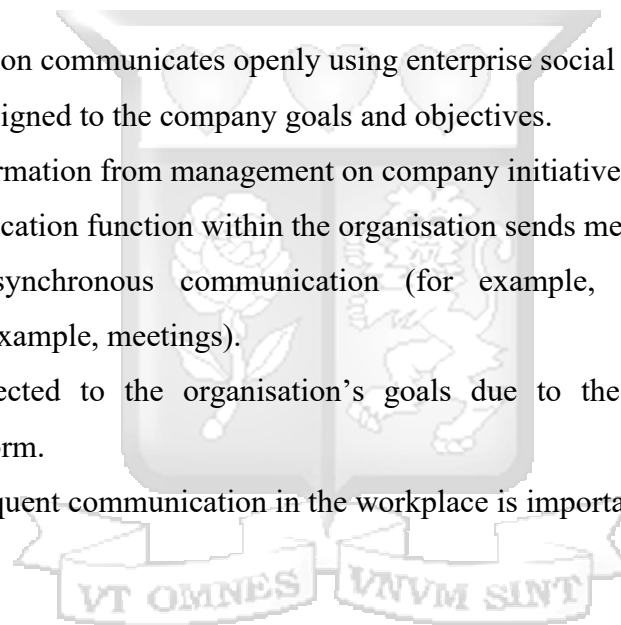 on communicates openly using enterprise social
igned to the company goals and objectives.
rmation from management on company initiative
cation function within the organisation sends me
synchronous communication (for example,
xample, meetings).
ected to the organisation’s goals due to the
orm.
quent communication in the workplace is importa
VT OMNES VNVM SINT